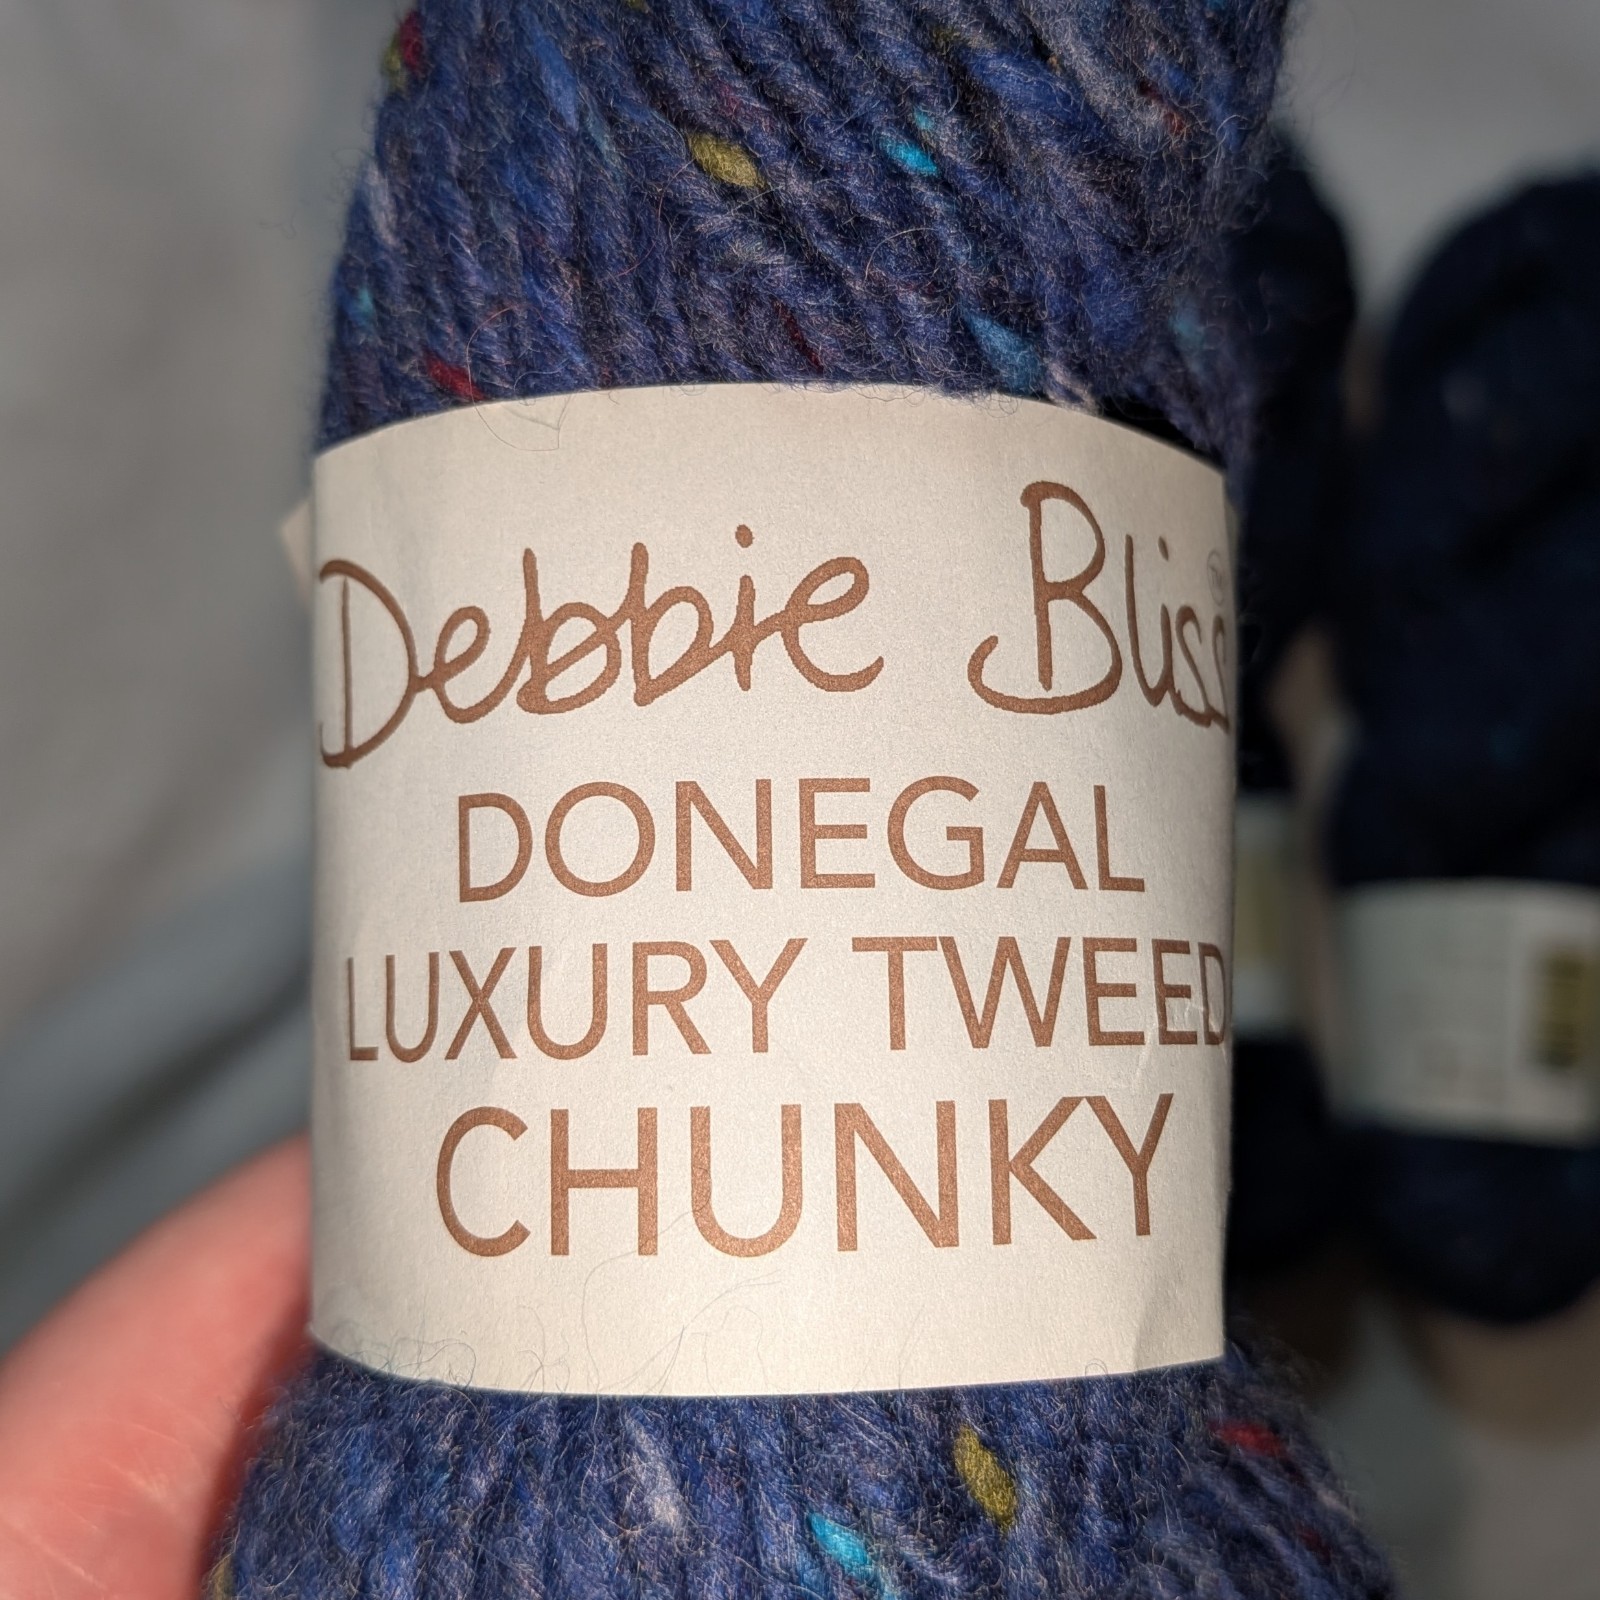 Debbie Bliss
DONEGAL
LUXURY TWEED
CHUNKY